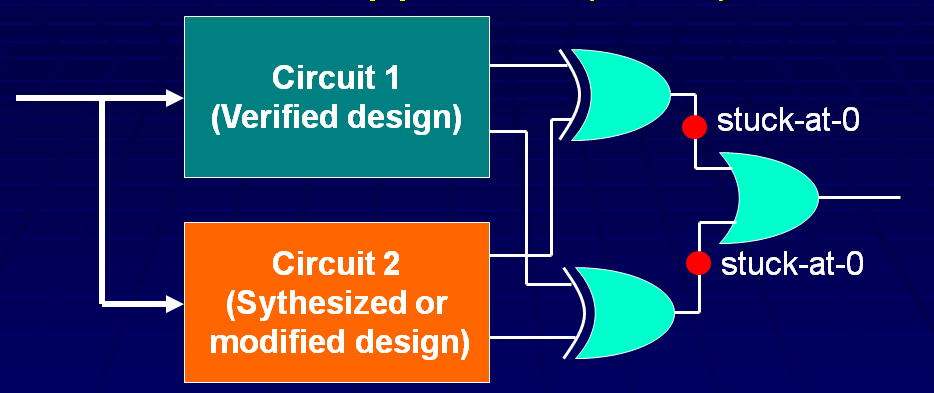 Circuit 1
(Verified design)
stuck-at-0
Circuit 2
(Sythesized or
modified design)
stuck-at-0